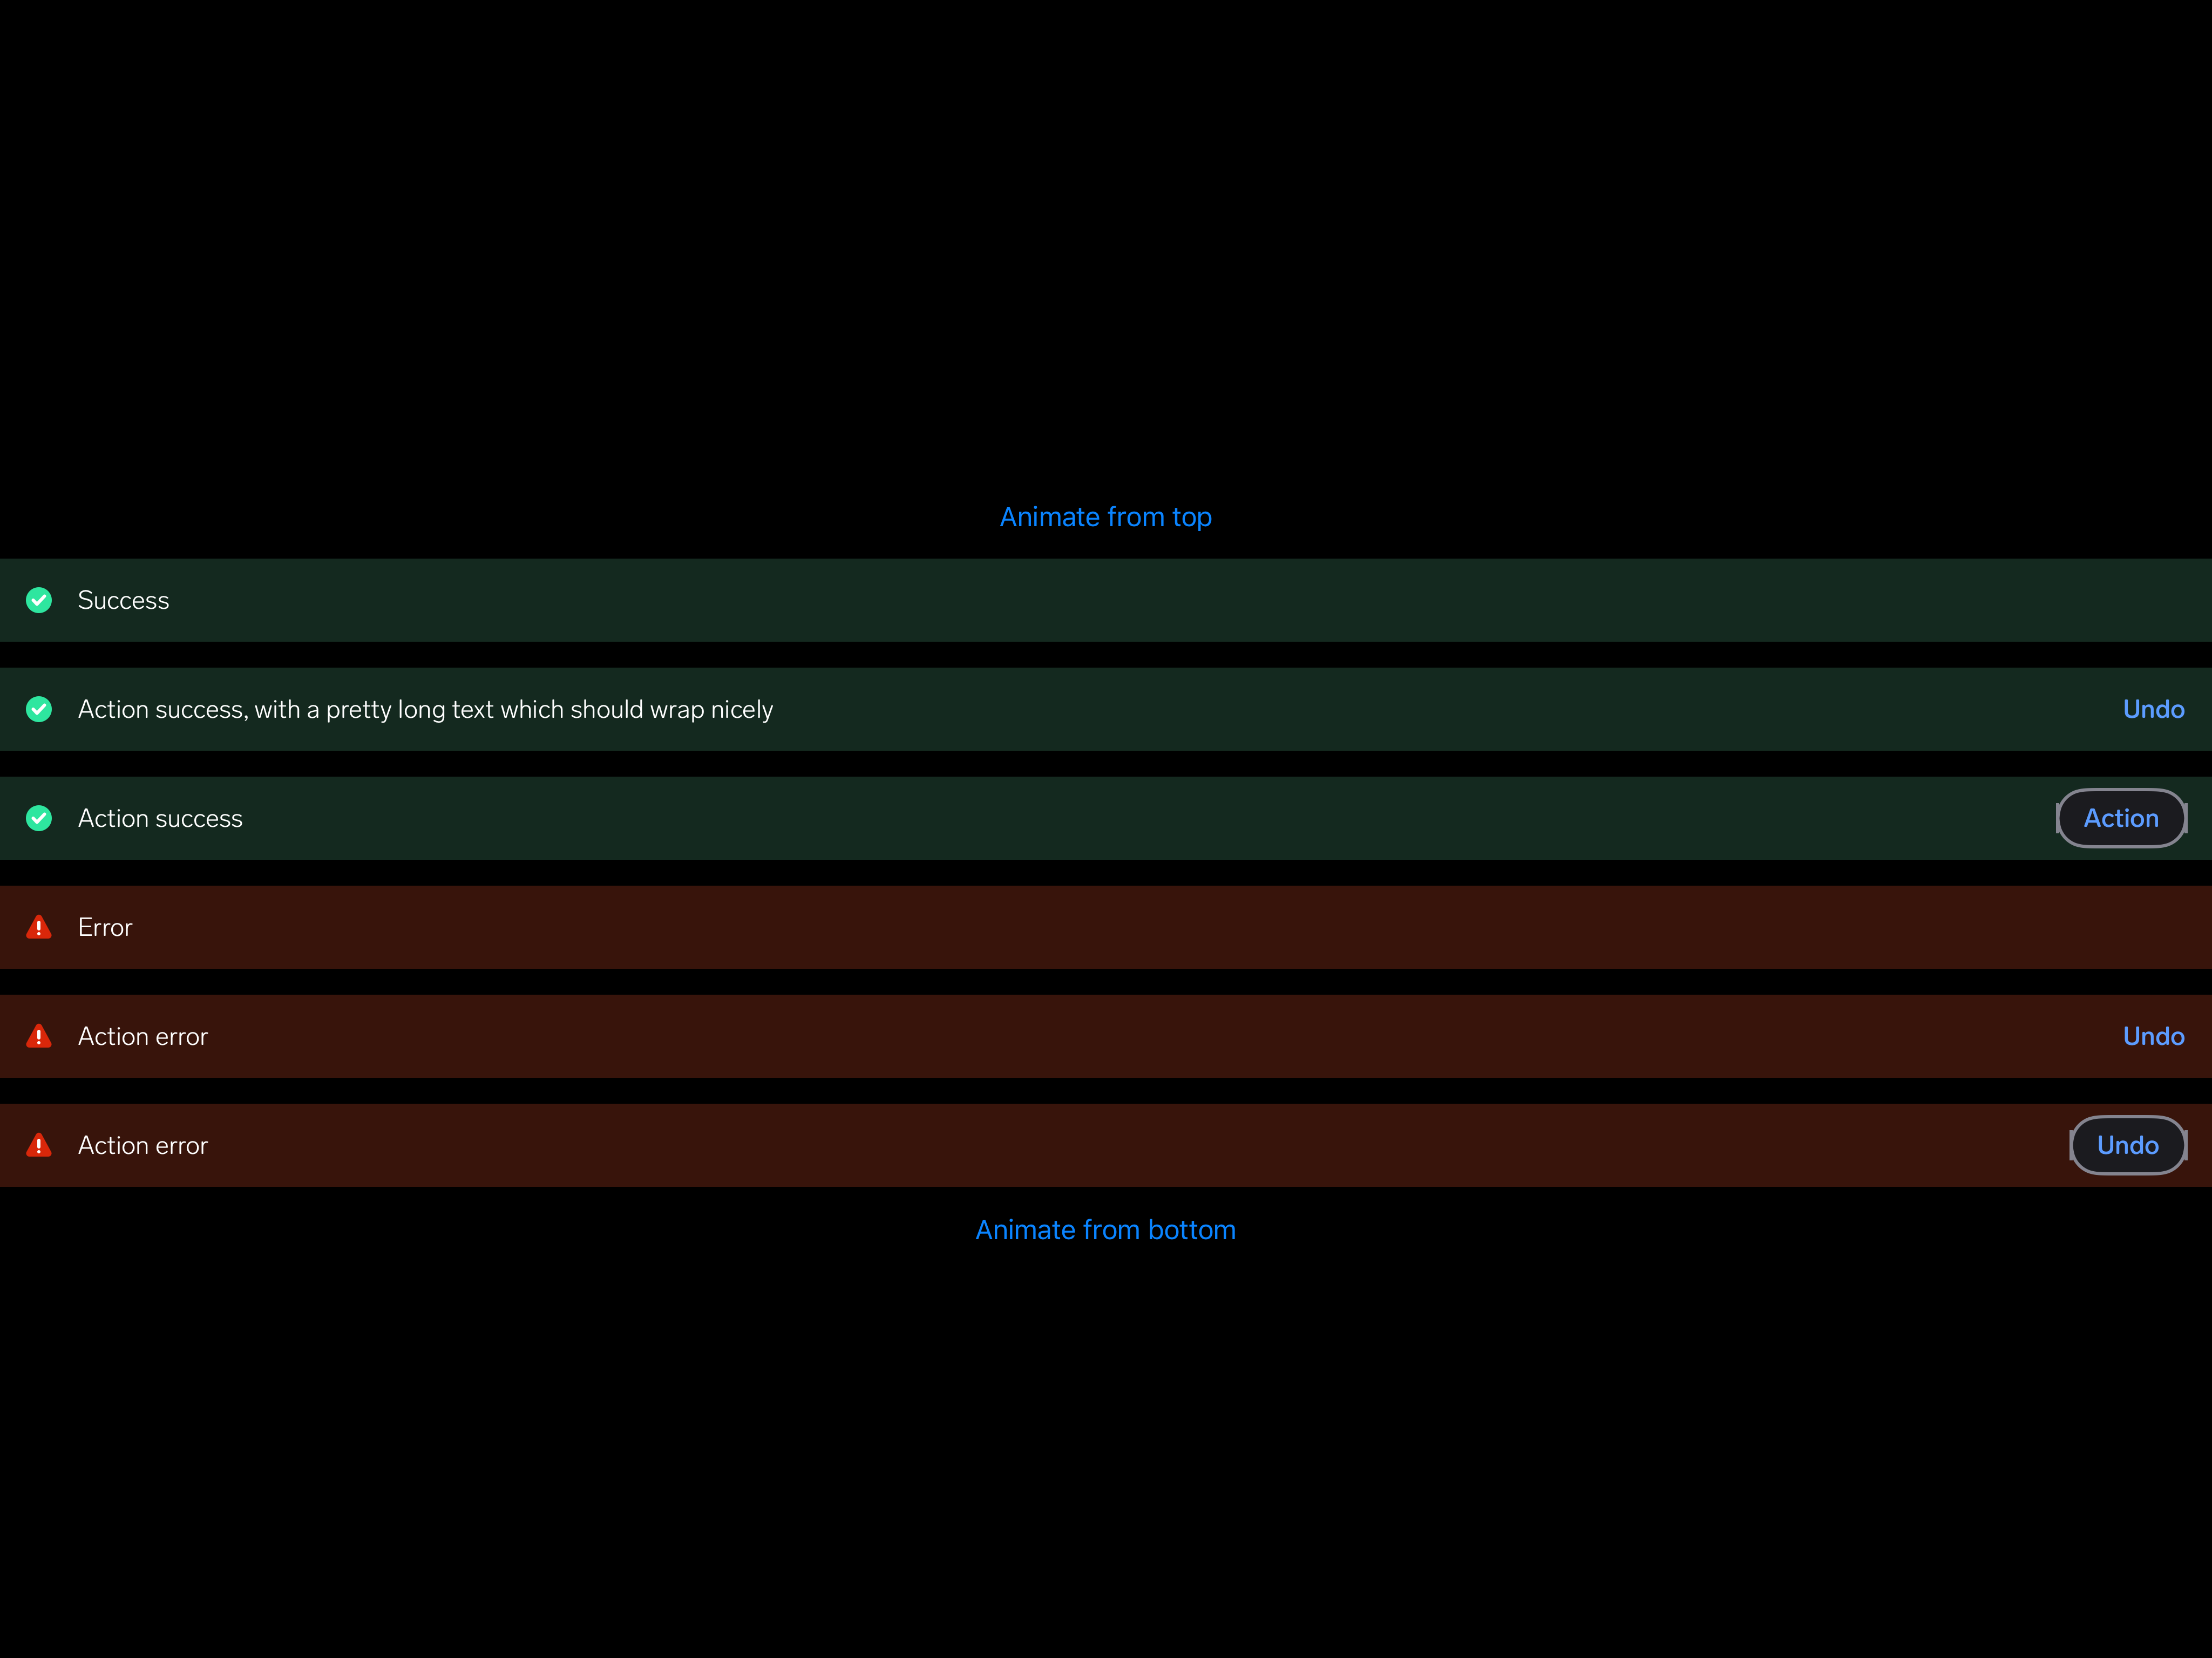 Animate from top
Success
Action success, with a pretty long text which should wrap nicely
Undo
Action success
Action
Error
Action error
Undo
Action error
Undo
Animate from bottom